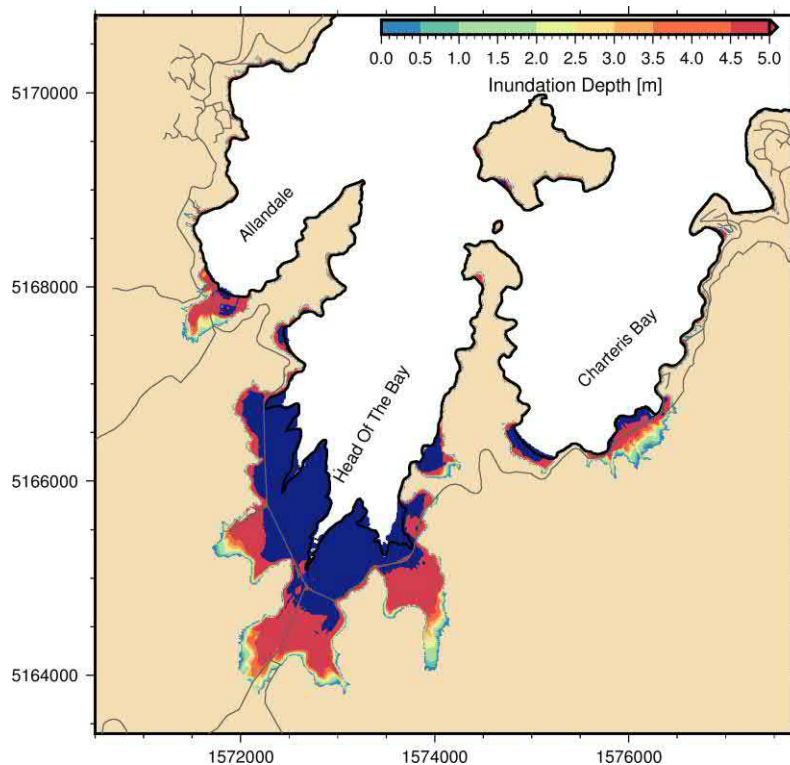 0.0 0.5 1.0 1.5 2.0 2.5 3.0 3.5 4.0 4.5 5.0
Inundation Depth [m]
5170000
5168000
5166000
5164000
Allandale
Head Of The Bay
Charteris Bay
1572000 1574000 1576000